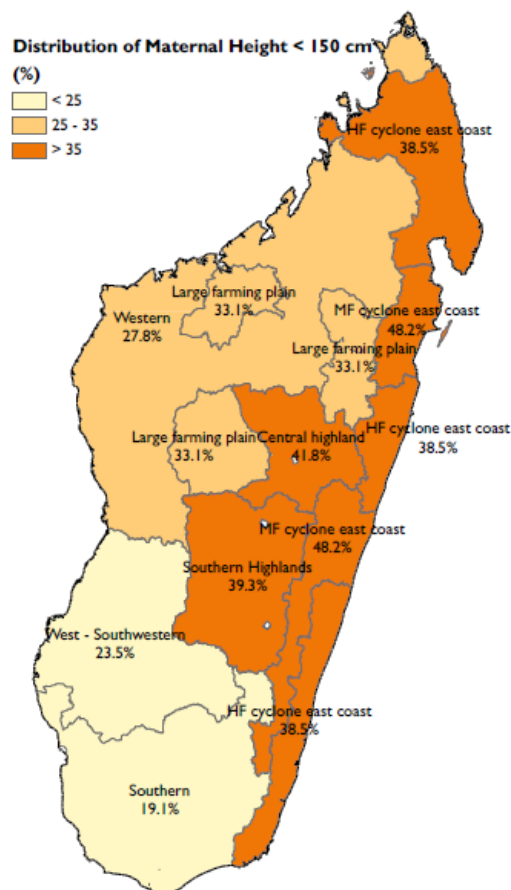 Distribution of Maternal Height < 150 cm
(%)
< 25
25 - 35
> 35
HF cyclone east coast
38.5%
Large farming plain
33.1%
Western
27.8%
MF cyclone east coast
48.2%
Large farming plain
33.1%
Large farming plain
33.1%
Central highland
41.8%
HF cyclone east coast
38.5%
MF cyclone east coast
48.2%
Southern Highlands
39.3%
West - Southwestern
23.5%
HF cyclone east coast
38.5%
Southern
19.1%